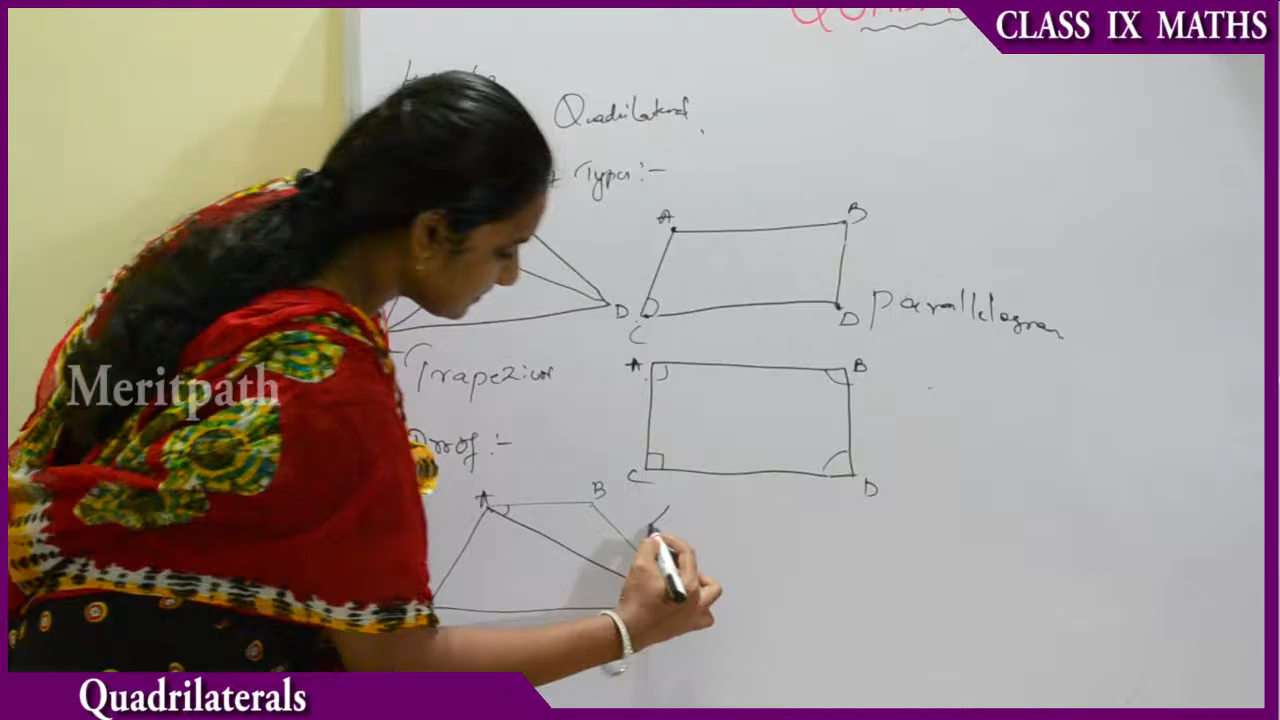 CLASS IX MATHS
Quadrilateral
Types :-
A B
D C D
Parallelogram
Trapezium
A B
C D
Proof :-
A B
Meritpath
Quadrilaterals